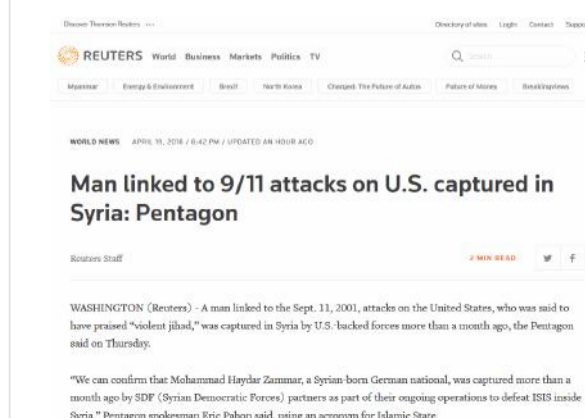 Discover Thomson Reuters
Directory of sites Login Contact Support
REUTERS World Business Markets Politics TV
Myanmar Energy & Environment Brexit North Korea Charged: The Future of Autos Future of Money Breakingviews
WORLD NEWS APRIL 19, 2018 / 8:42 PM / UPDATED AN HOUR AGO
Man linked to 9/11 attacks on U.S. captured in
Syria: Pentagon
Reuters Staff
2 MIN READ
WASHINGTON (Reuters) - A man linked to the Sept. 11, 2001, attacks on the United States, who was said to
have praised “violent jihad,” was captured in Syria by U.S.-backed forces more than a month ago, the Pentagon
said on Thursday.
“We can confirm that Mohammad Haydar Zammar, a Syrian-born German national, was captured more than a
month ago by SDF (Syrian Democratic Forces) partners as part of their ongoing operations to defeat ISIS inside
Syria,” Pentagon spokesman Eric Pahon said, using an acronym for Islamic State.